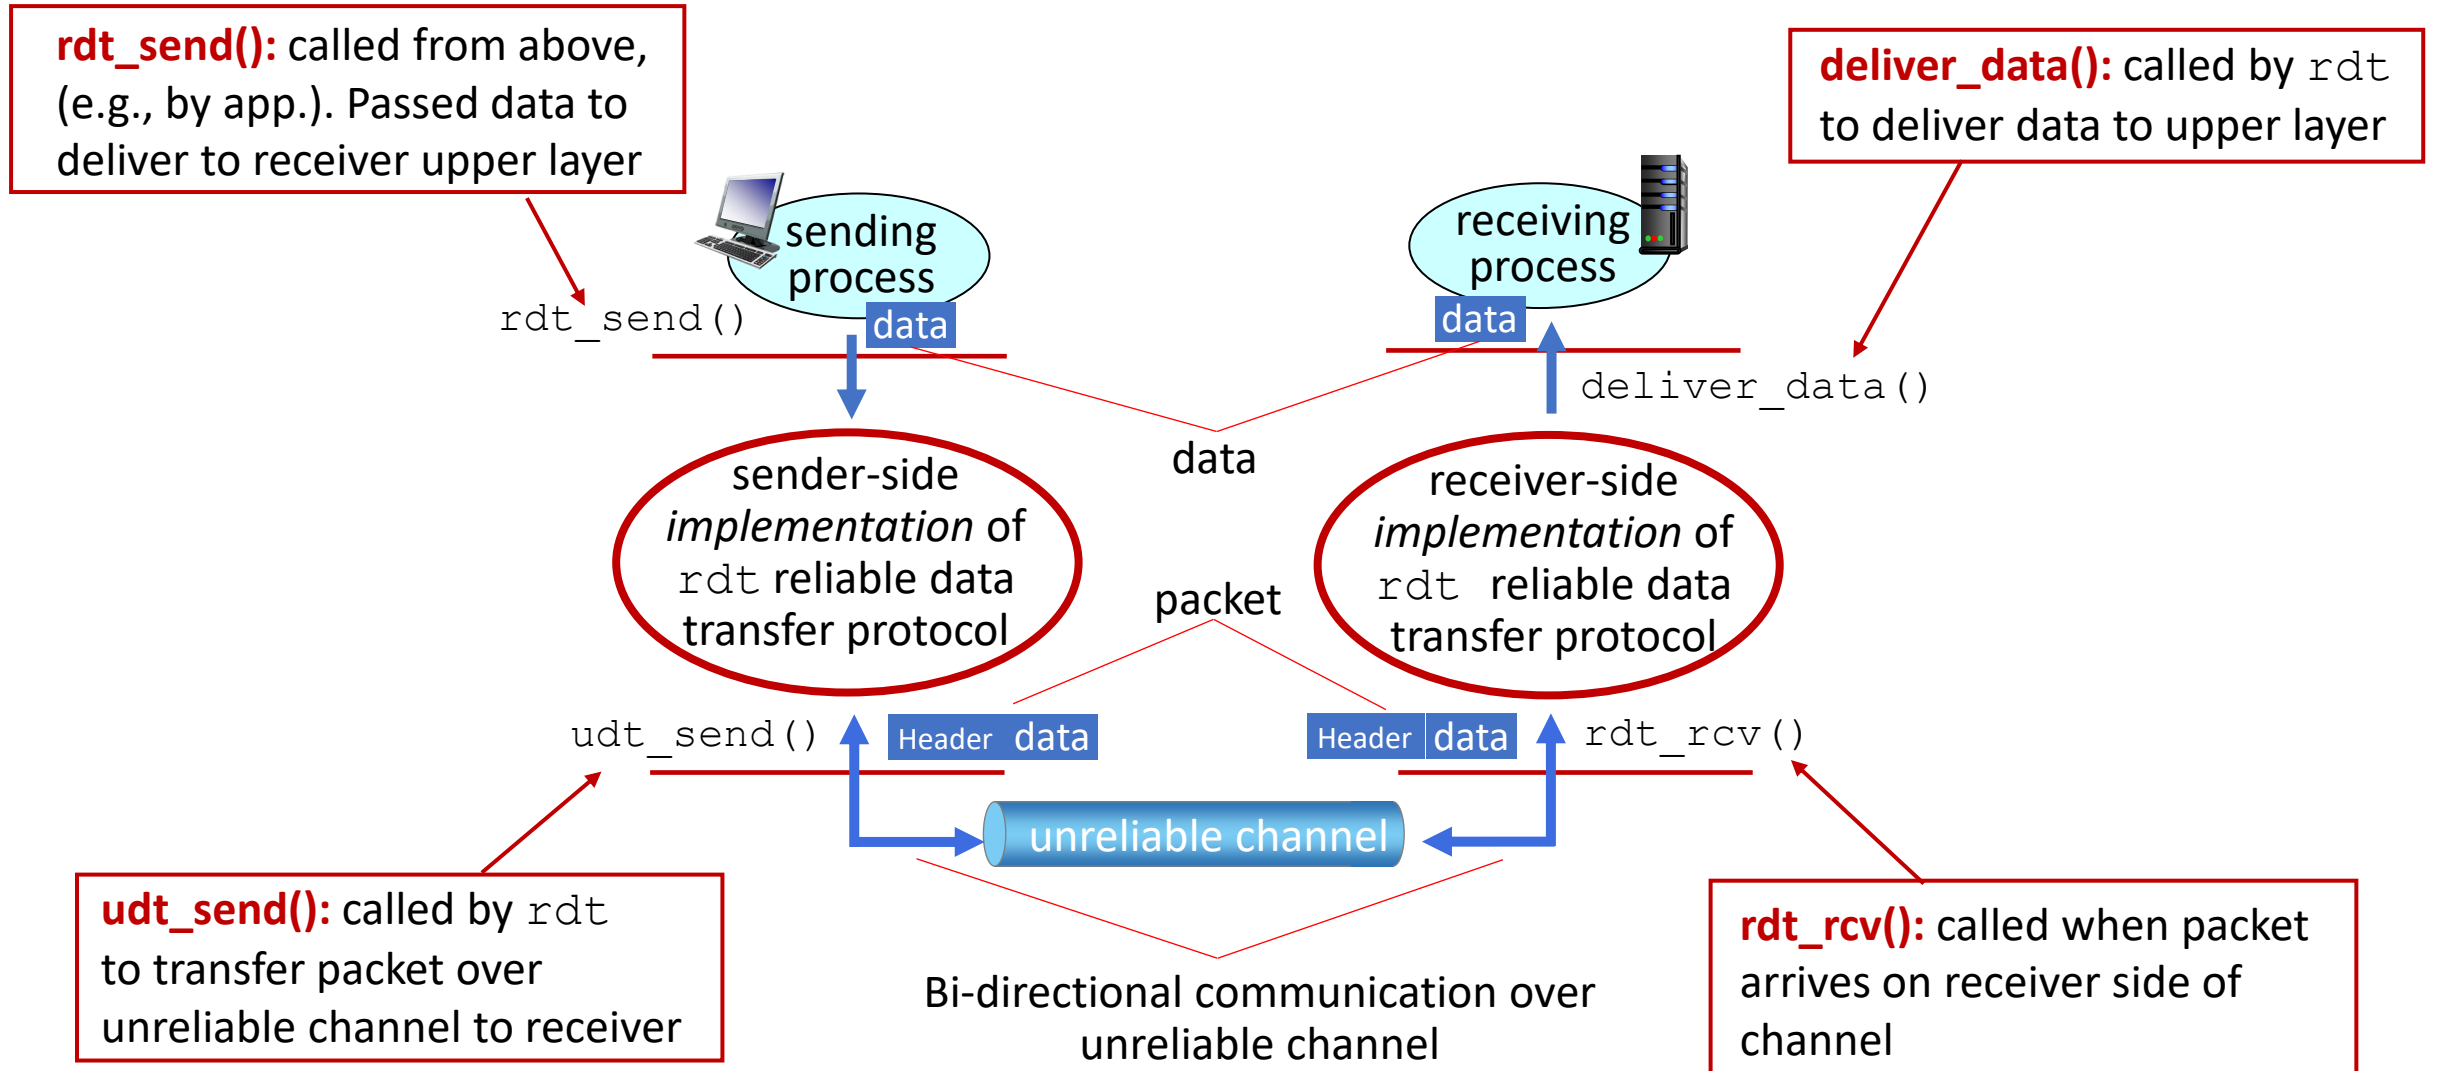 rdt_send(): called from above,
(e.g., by app.). Passed data to
deliver to receiver upper layer
deliver_data(): called by rdt
to deliver data to upper layer
sending
process
receiving
process
rdt_send()
data
data
deliver_data()
data
sender-side
implementation of
rdt reliable data
transfer protocol
receiver-side
implementation of
rdt reliable data
transfer protocol
packet
udt_send()
Header data
Header data
rdt_rcv()
unreliable channel
udt_send(): called by rdt
to transfer packet over
unreliable channel to receiver
Bi-directional communication over
unreliable channel
rdt_rcv(): called when packet
arrives on receiver side of
channel